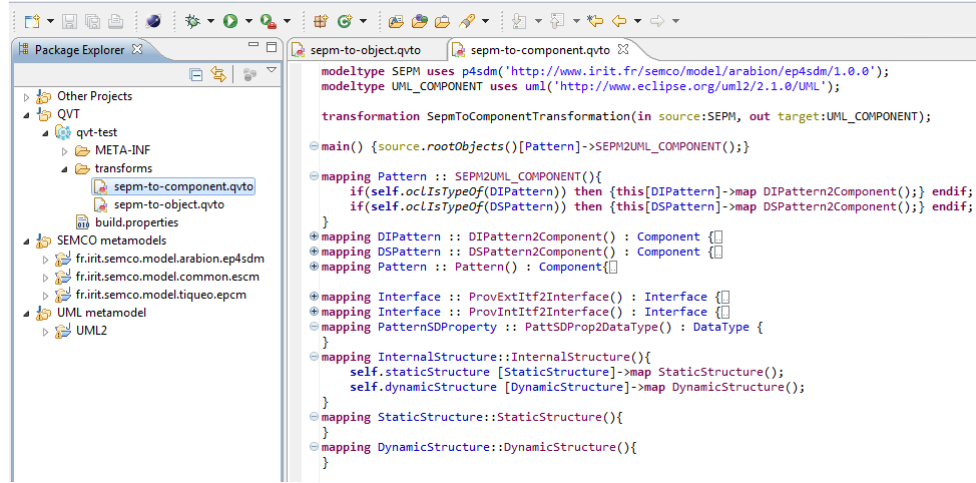 Package Explorer
Other Projects
QVT
qvt-test
META-INF
transforms
sepm-to-component.qvto
sepm-to-object.qvto
build.properties
SEMCO metamodels
fr.irit.semco.model.arabion.ep4sdm
fr.irit.semco.model.common.escm
fr.irit.semco.model.tiqueo.epcm
UML metamodel
UML2
sepm-to-object.qvto sepm-to-component.qvto
modeltype SEPM uses p4sdm('http://www.irit.fr/semco/model/arabion/ep4sdm/1.0.0');
modeltype UML_COMPONENT uses uml('http://www.eclipse.org/uml2/2.1.0/UML');
transformation SepmToComponentTransformation(in source:SEPM, out target:UML_COMPONENT);
main() {source.rootObjects()[Pattern]->SEPM2UML_COMPONENT();}
mapping Pattern :: SEPM2UML_COMPONENT(){
if(self.oclIsTypeOf(DIPattern)) then {this[DIPattern]->map DIPattern2Component();} endif;
if(self.oclIsTypeOf(DSPattern)) then {this[DSPattern]->map DSPattern2Component();} endif;
}
mapping DIPattern :: DIPattern2Component() : Component {
mapping DSPattern :: DSPattern2Component() : Component {
mapping Pattern :: Pattern() : Component{
mapping Interface :: ProvExtItf2Interface() : Interface {
mapping Interface :: ProvIntItf2Interface() : Interface {
mapping PatternSDProperty :: PattSDProp2DataType() : DataType {
}
mapping InternalStructure::InternalStructure(){
self.staticStructure [StaticStructure]->map StaticStructure();
self.dynamicStructure [DynamicStructure]->map DynamicStructure();
}
mapping StaticStructure::StaticStructure(){
}
mapping DynamicStructure::DynamicStructure(){
}